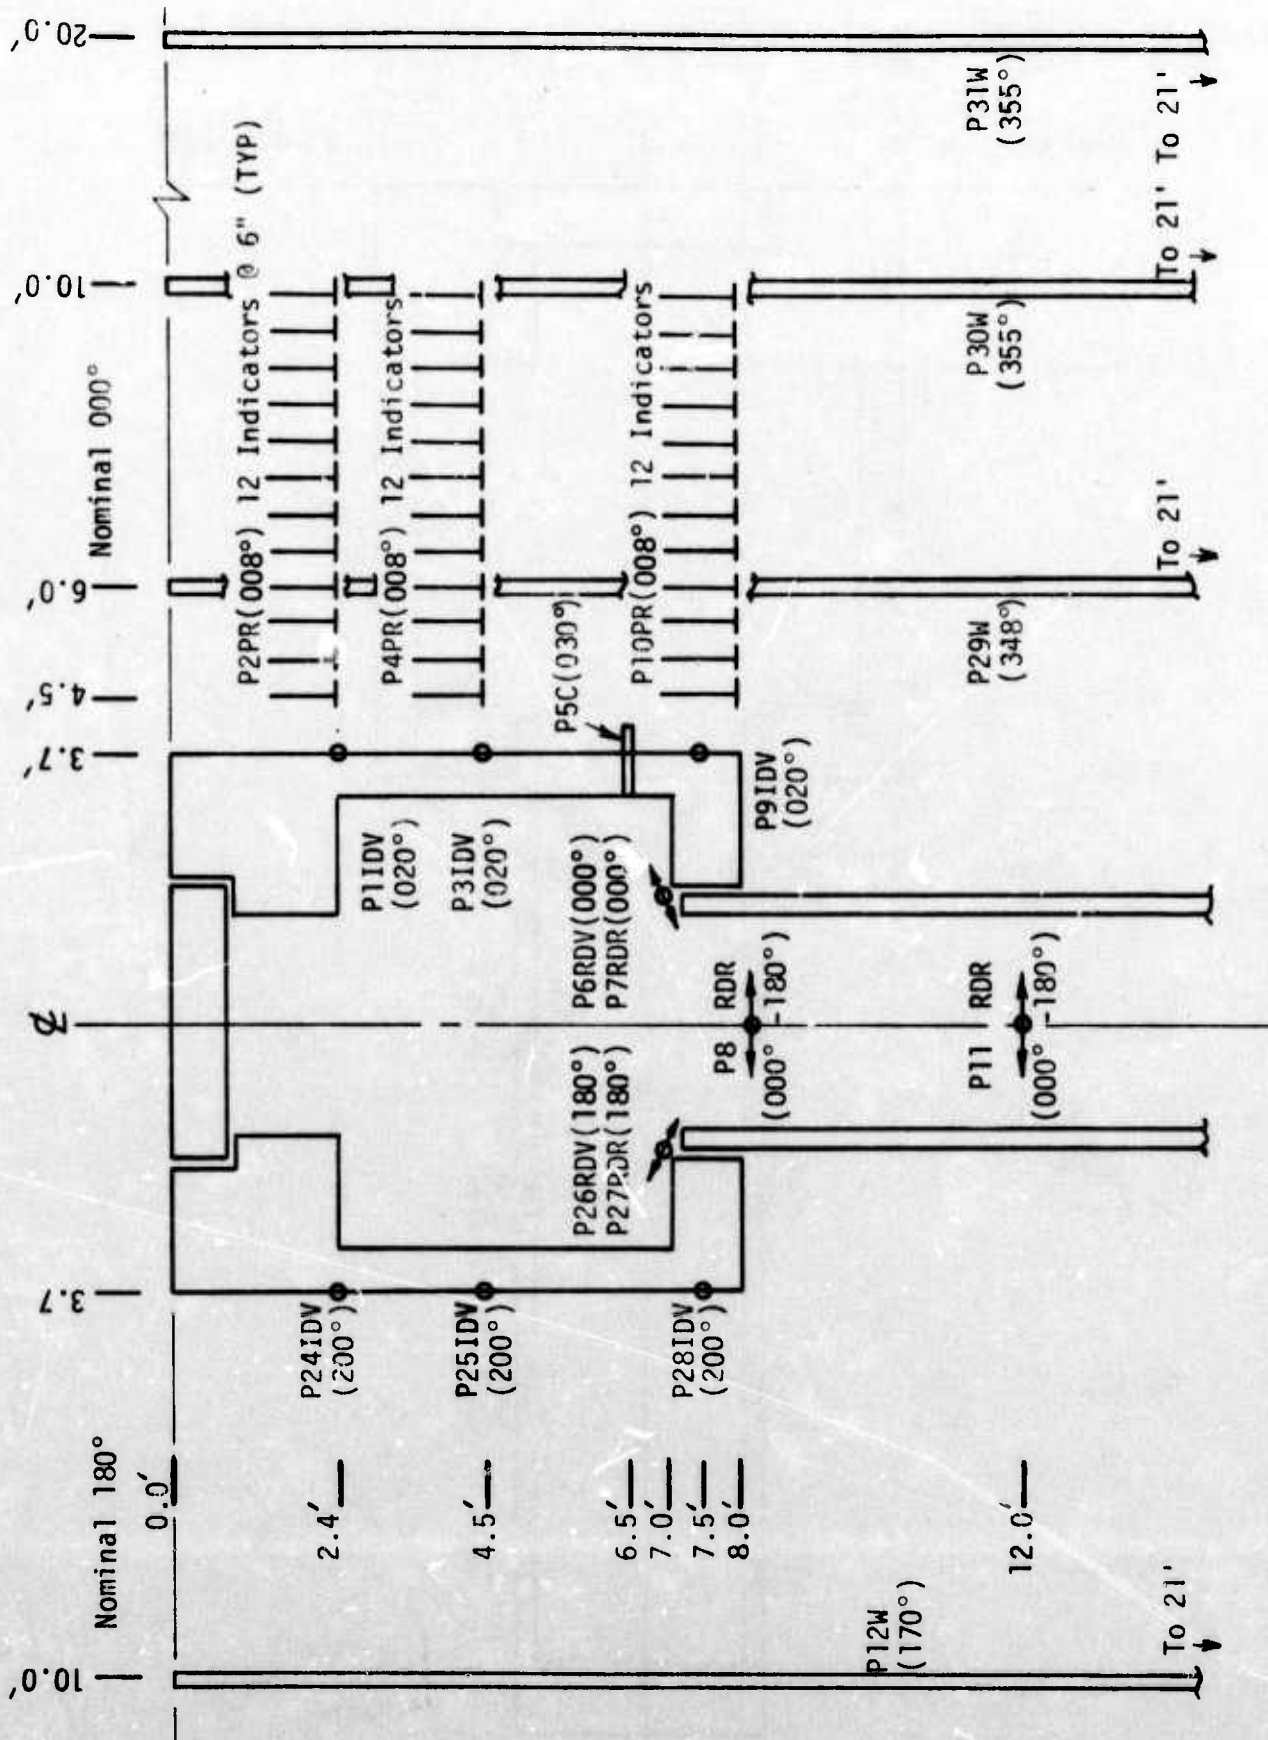 Nominal 180°
Nominal 000°
10.0'
3.7
3.7'
4.5'
6.0'
10.0'
20.0'
0.0'
2.4'
4.5'
6.5'
7.0'
7.5'
8.0'
12.0'
P24IDV
(200°)
P25IDV
(200°)
P28IDV
(200°)
P1IDV
(020°)
P3IDV
(020°)
P9IDV
(020°)
P26RDV(180°)
P27RDR(180°)
P6RDV(000°)
P7RDR(000°)
P8 RDR
(000° -180°)
P11 RDR
(000° -180°)
P2PR(008°) 12 Indicators @ 6" (TYP)
P4PR(008°) 12 Indicators
P5C(030°)
P10PR(008°) 12 Indicators
P12W
(170°)
P29W
(348°)
P30W
(355°)
P31W
(355°)
To 21'
To 21'
To 21'
To 21'